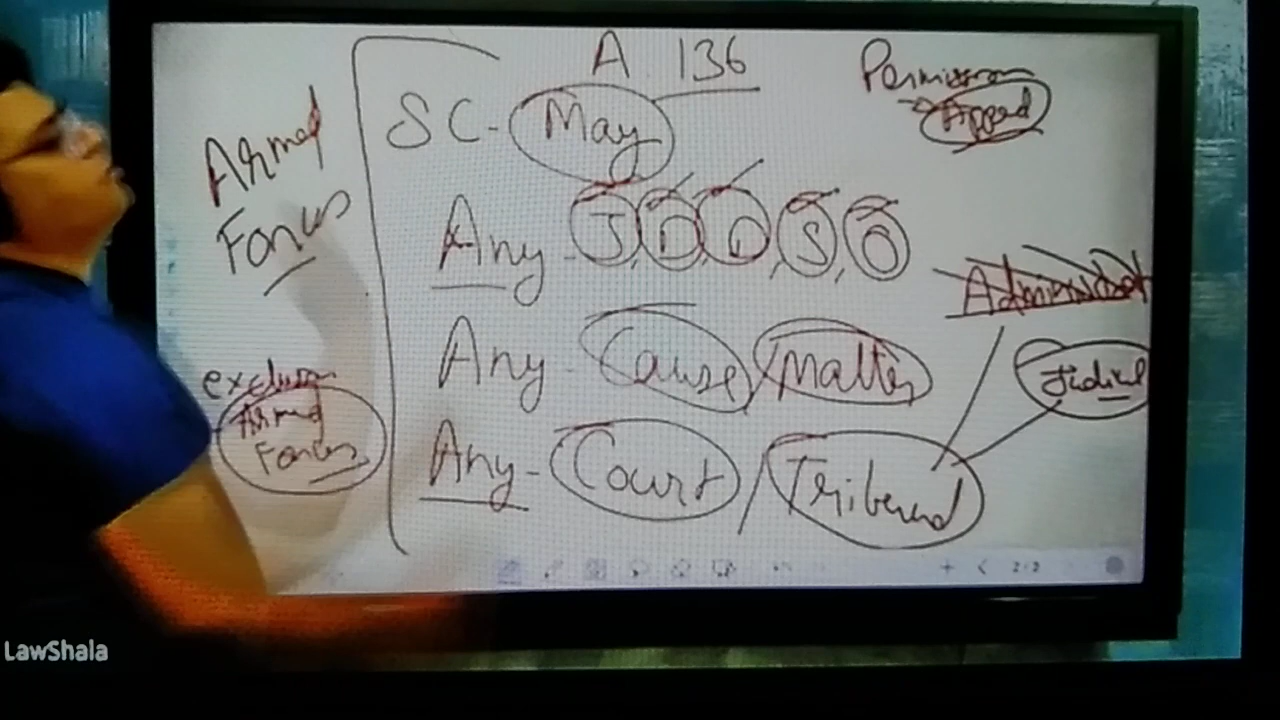 A. 136
Permission
→ Appeal
SC - May
Armed
Forces
Any - J, D, D, S, O
Administrat
Any - Cause / Matter
Judicial
exclusion
Armed
Forces
Any - Court / Tribunal
LawShala